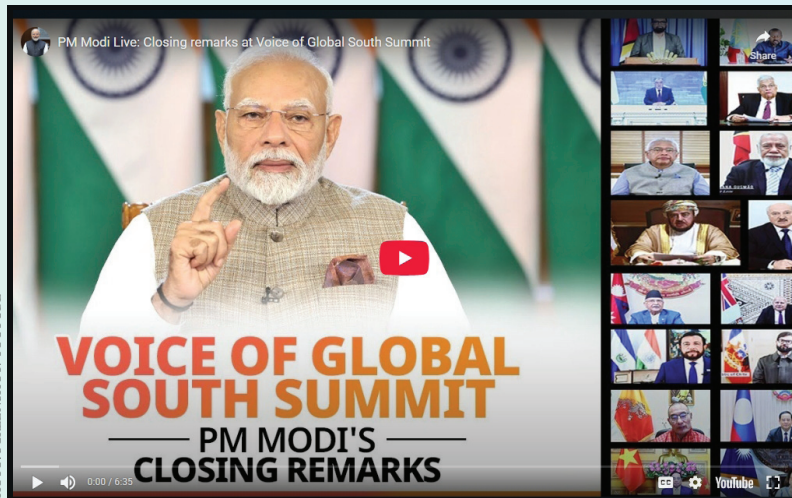 PM Modi Live: Closing remarks at Voice of Global South Summit
Share
VOICE OF GLOBAL
SOUTH SUMMIT
PM MODI'S
CLOSING REMARKS
0:00 / 6:35
CC
YouTube